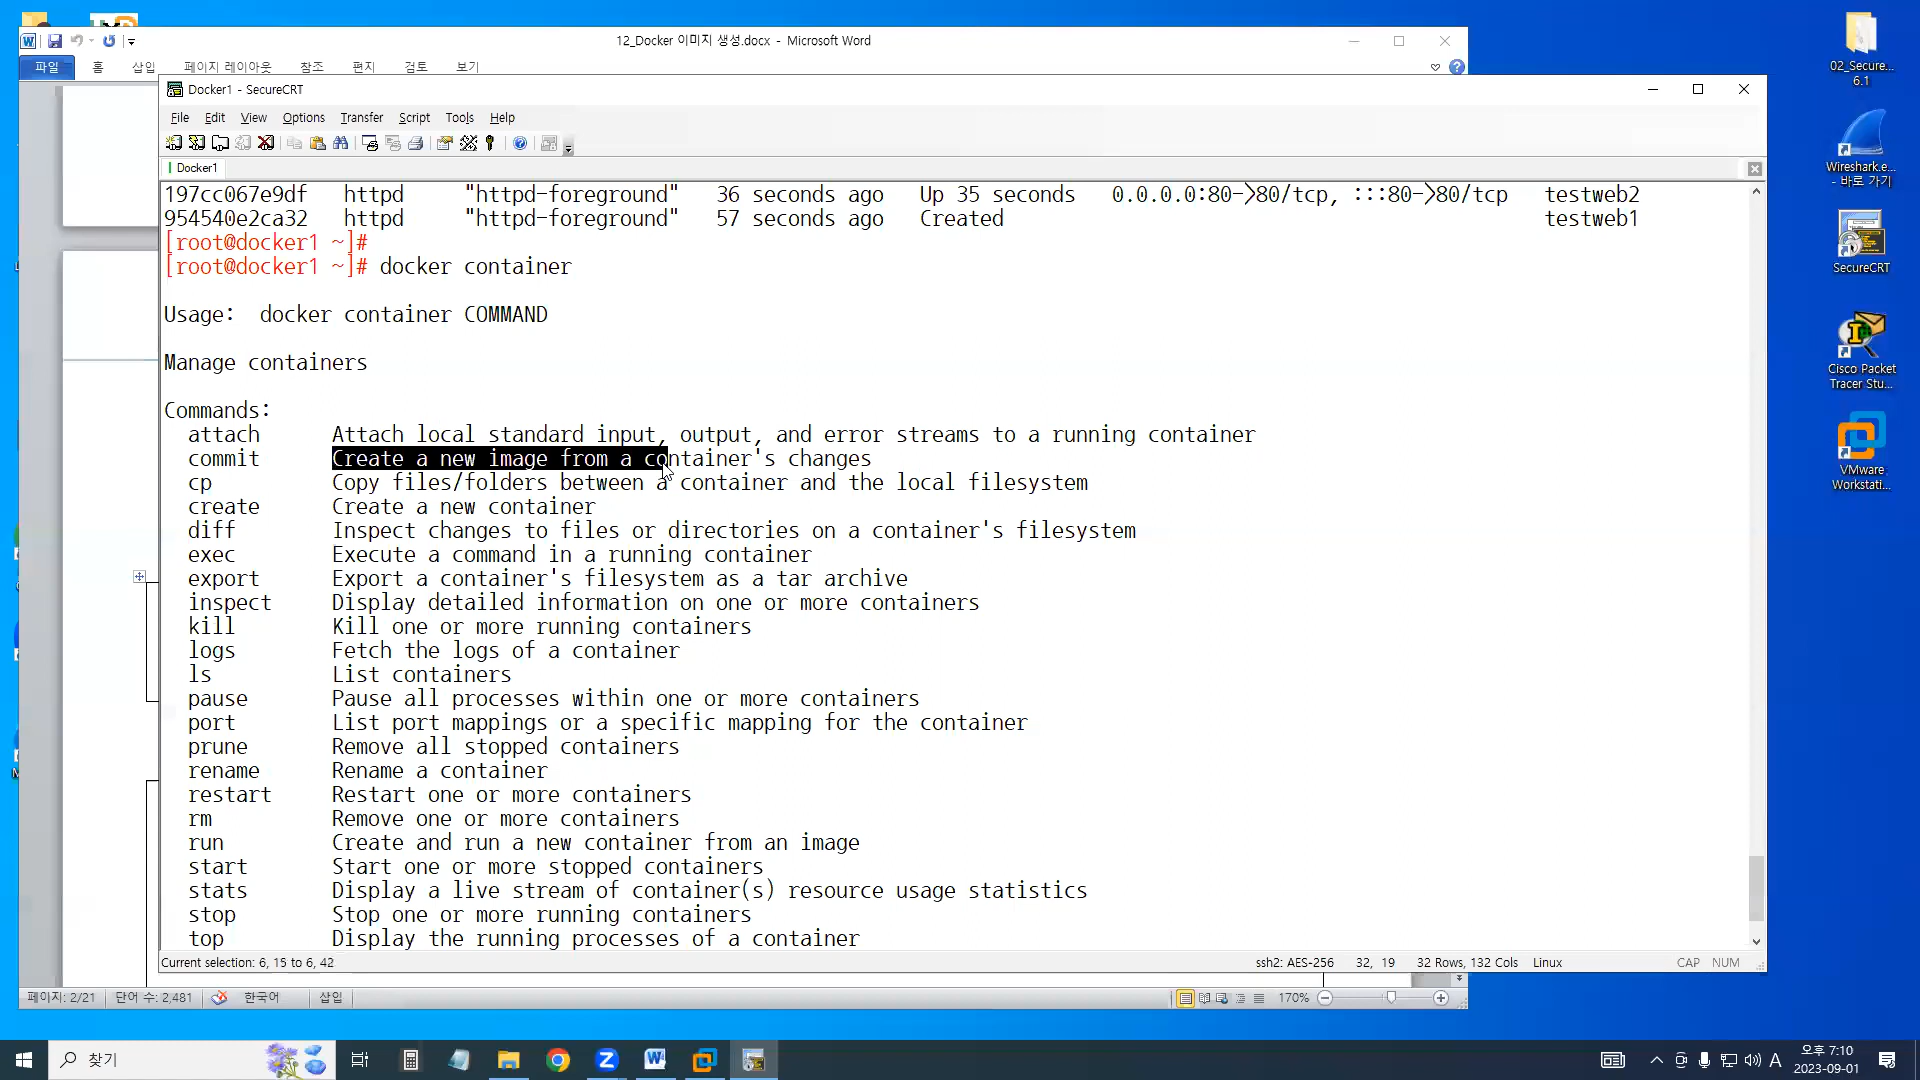 12_Docker 이미지 생성.docx - Microsoft Word
파일 홈 삽입 페이지 레이아웃 참조 편지 검토 보기
Docker1 - SecureCRT
File Edit View Options Transfer Script Tools Help
Docker1
197cc067e9df httpd "httpd-foreground" 36 seconds ago Up 35 seconds 0.0.0.0:80->80/tcp, :::80->80/tcp testweb2
954540e2ca32 httpd "httpd-foreground" 57 seconds ago Created testweb1
[root@docker1 ~]#
[root@docker1 ~]# docker container
Usage: docker container COMMAND
Manage containers
Commands:
attach Attach local standard input, output, and error streams to a running container
commit Create a new image from a container's changes
cp Copy files/folders between a container and the local filesystem
create Create a new container
diff Inspect changes to files or directories on a container's filesystem
exec Execute a command in a running container
export Export a container's filesystem as a tar archive
inspect Display detailed information on one or more containers
kill Kill one or more running containers
logs Fetch the logs of a container
ls List containers
pause Pause all processes within one or more containers
port List port mappings or a specific mapping for the container
prune Remove all stopped containers
rename Rename a container
restart Restart one or more containers
rm Remove one or more containers
run Create and run a new container from an image
start Start one or more stopped containers
stats Display a live stream of container(s) resource usage statistics
stop Stop one or more running containers
top Display the running processes of a container
Current selection: 6, 15 to 6, 42 ssh2: AES-256 32, 19 32 Rows, 132 Cols Linux CAP NUM
페이지: 2/21 단어 수: 2,481 한국어 삽입 170%
02_Secure...
6.1
Wireshark.e...
- 바로 가기
SecureCRT
Cisco Packet
Tracer Stu...
VMware
Workstati...
찾기
A
오후 7:10
2023-09-01